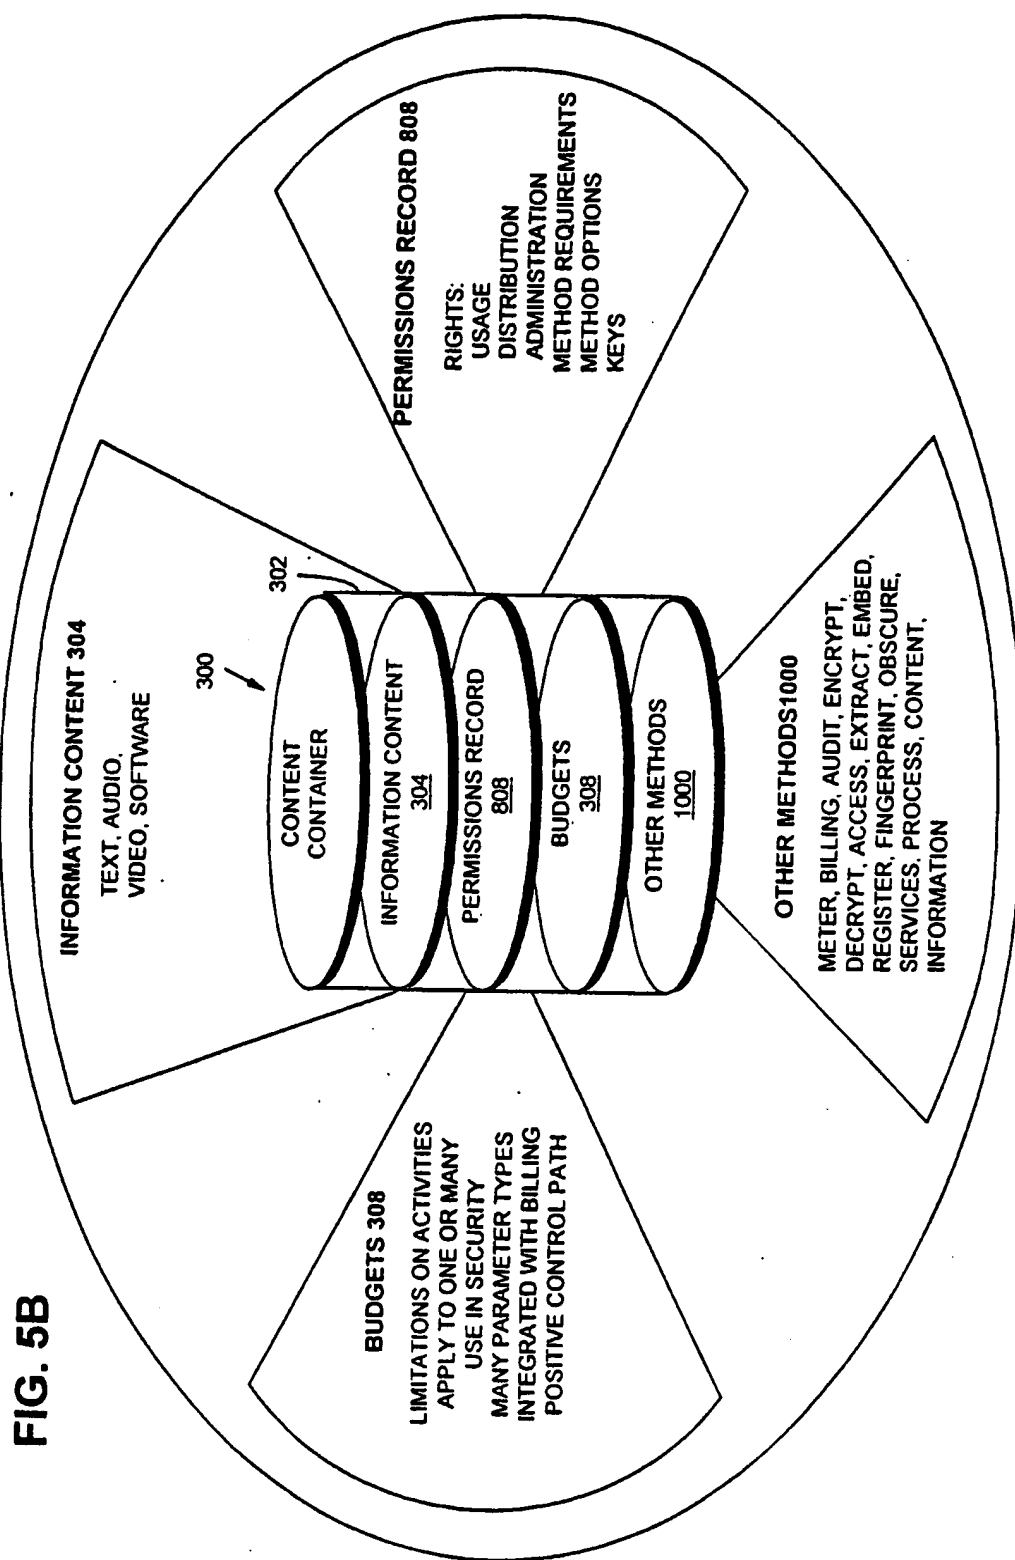 FIG. 5B
INFORMATION CONTENT 304
TEXT, AUDIO,
VIDEO, SOFTWARE
BUDGETS 308
LIMITATIONS ON ACTIVITIES
APPLY TO ONE OR MANY
USE IN SECURITY
MANY PARAMETER TYPES
INTEGRATED WITH BILLING
POSITIVE CONTROL PATH
300
302
CONTENT
CONTAINER
INFORMATION CONTENT
304
PERMISSIONS RECORD
808
BUDGETS
308
OTHER METHODS
1000
PERMISSIONS RECORD 808
RIGHTS:
USAGE
DISTRIBUTION
ADMINISTRATION
METHOD REQUIREMENTS
METHOD OPTIONS
KEYS
OTHER METHODS1000
METER, BILLING, AUDIT, ENCRYPT,
DECRYPT, ACCESS, EXTRACT, EMBED,
REGISTER, FINGERPRINT, OBSCURE,
SERVICES. PROCESS, CONTENT,
INFORMATION